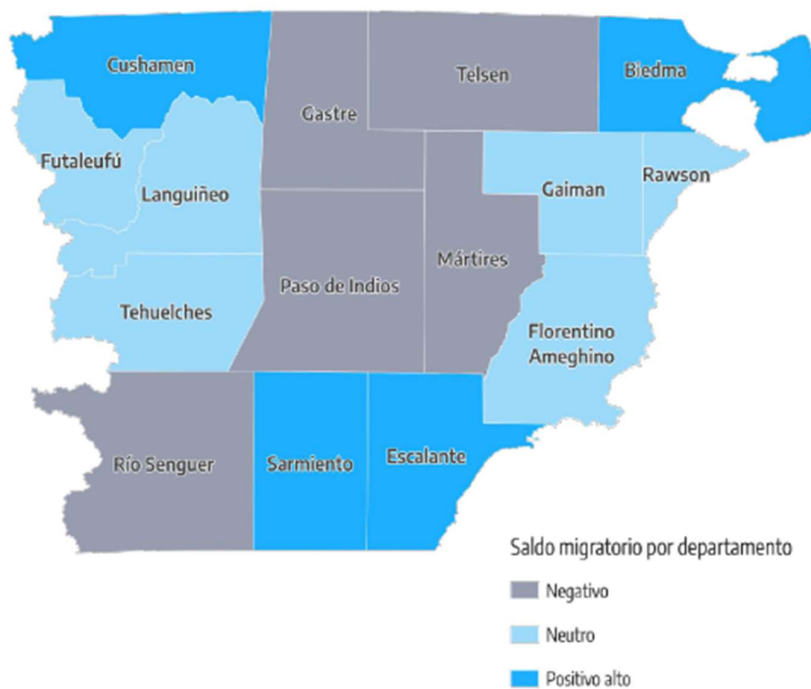 Cushamen
Telsen
Biedma
Gastre
Futaleufú
Languiñeo
Gaiman
Rawson
Mártires
Paso de Indios
Tehuelches
Florentino
Ameghino
Río Senguer
Sarmiento
Escalante
Saldo migratorio por departamento
Negativo
Neutro
Positivo alto